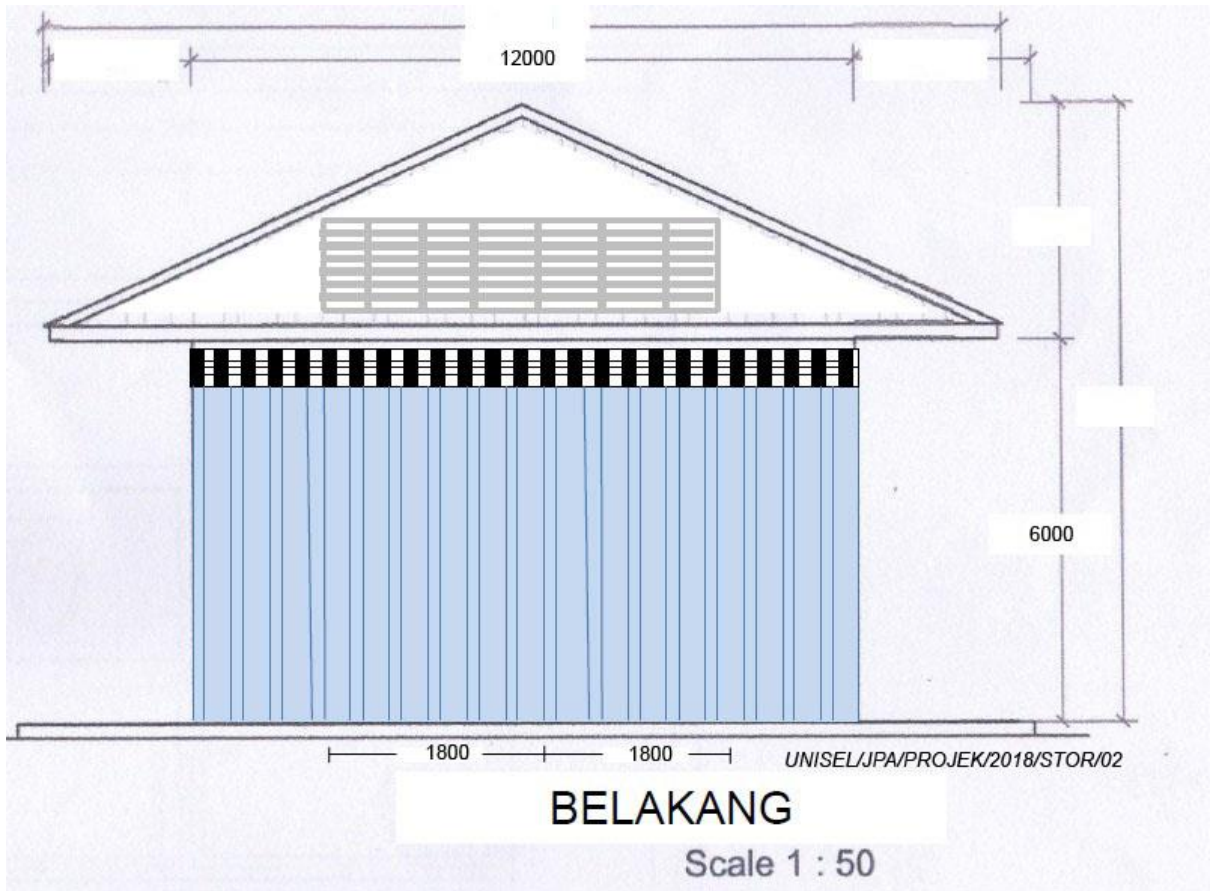 12000
6000
1800
1800
UNISEL/JPA/PROJEK/2018/STOR/02
BELAKANG
Scale 1 : 50